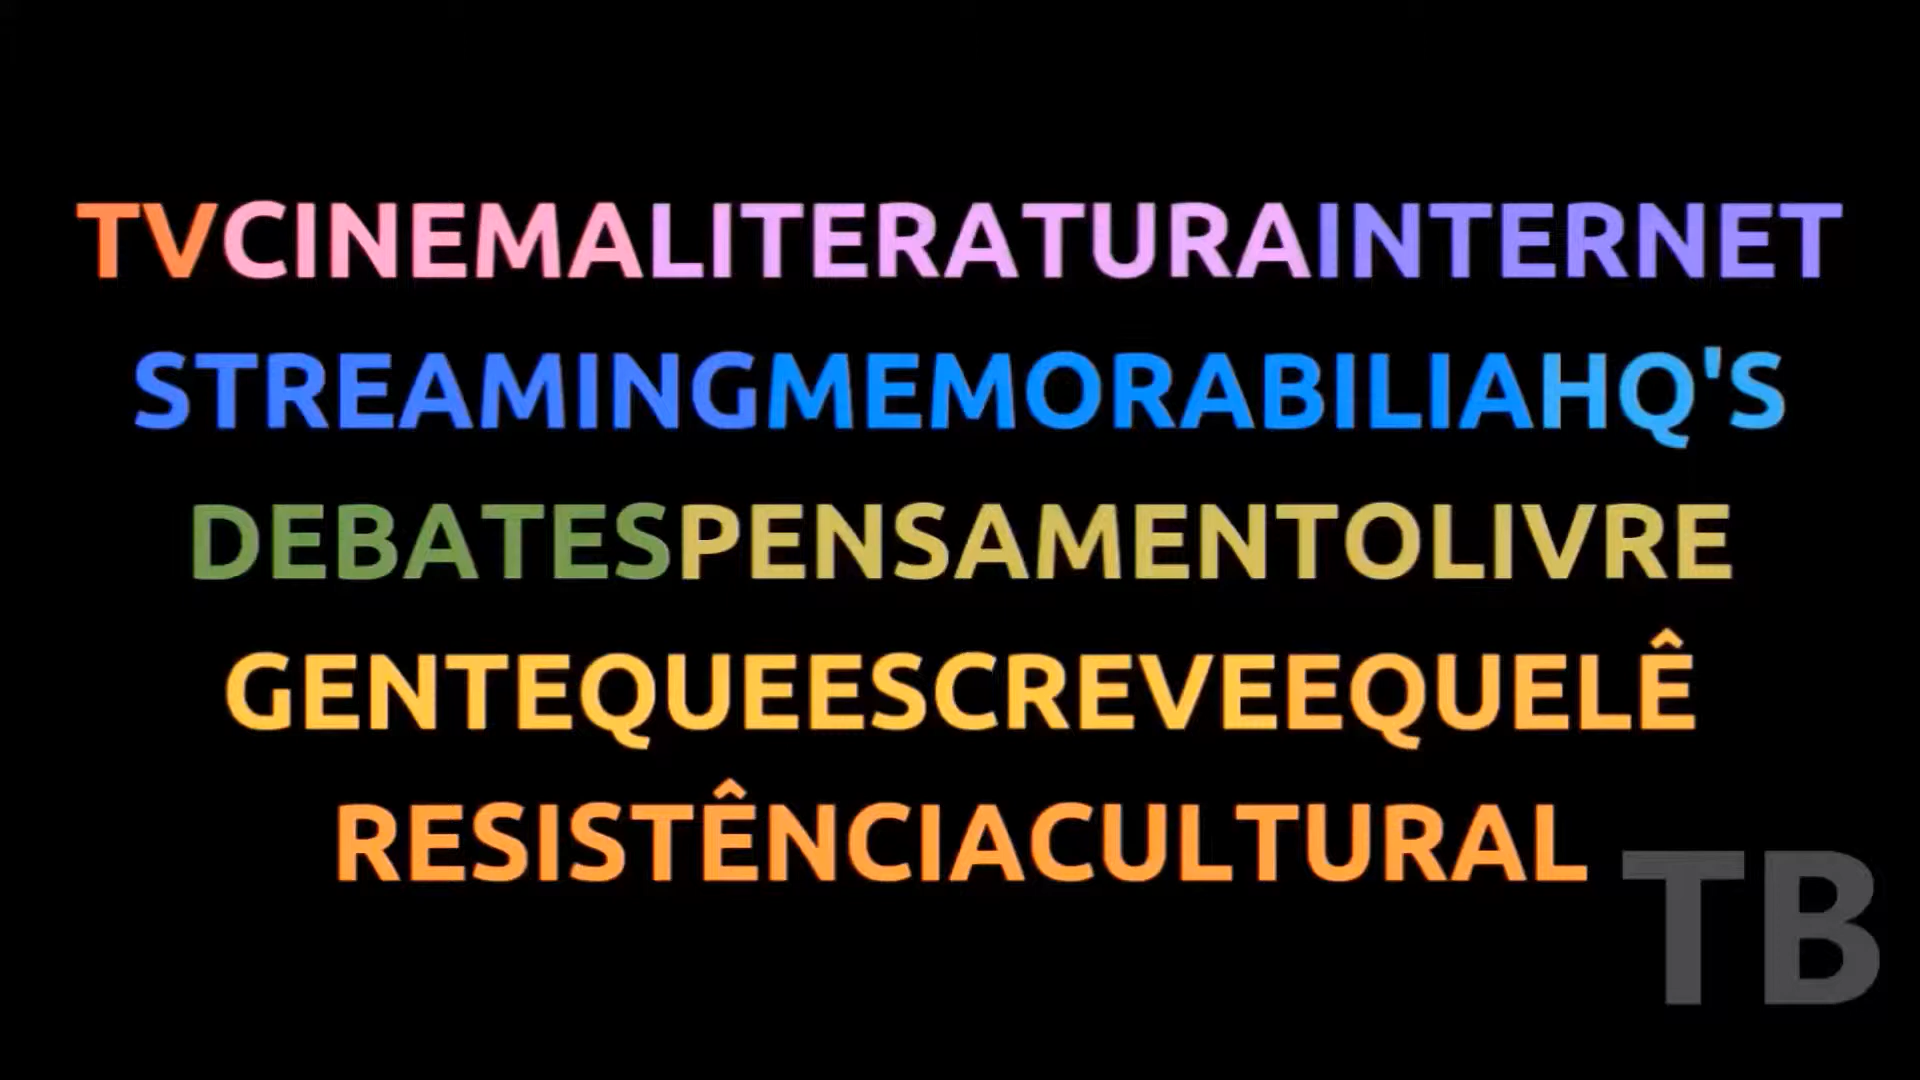 TVCINEMALITERATURAINTERNET
STREAMINGMEMORABILIAHQ'S
DEBATESPENSAMENTOLIVRE
GENTEQUEESCREVEEQUELÊ
RESISTÊNCIACULTURAL
TB